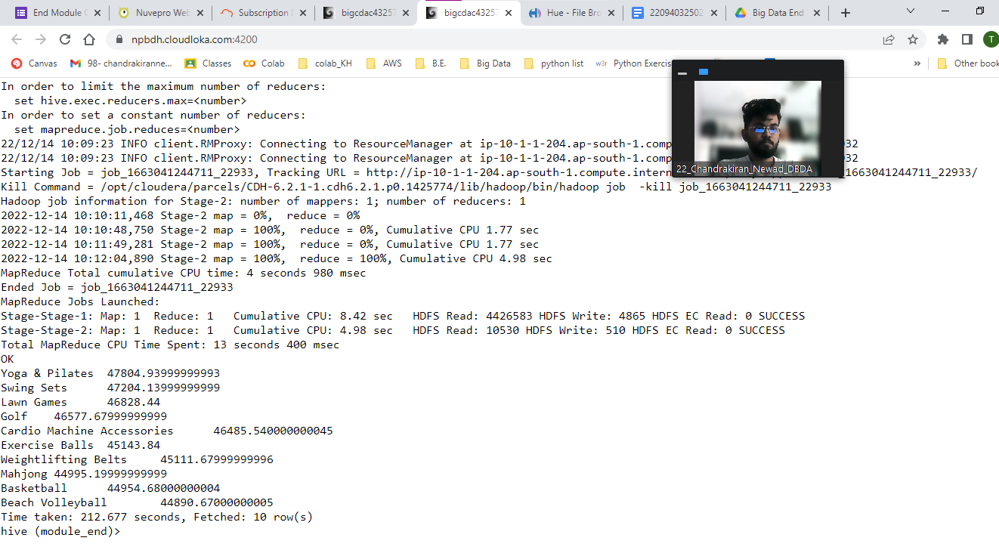 End Module
Nuvepro Web
Subscription
bigcdac43257
bigcdac43257
Hue - File Bro
22094032502
Big Data End
npbdh.cloudloka.com:4200
T
Canvas
98- chandrakiranne...
Classes
Colab
colab_KH
AWS
B.E.
Big Data
python list
w3r
Python Exercis
»
Other book
In order to limit the maximum number of reducers:
set hive.exec.reducers.max=<number>
In order to set a constant number of reducers:
set mapreduce.job.reduces=<number>
22/12/14 10:09:23 INFO client.RMProxy: Connecting to ResourceManager at ip-10-1-1-204.ap-south-1.comp 032
22/12/14 10:09:23 INFO client.RMProxy: Connecting to ResourceManager at ip-10-1-1-204.ap-south-1.comp 032
Starting Job = job_1663041244711_22933, Tracking URL = http://ip-10-1-1-204.ap-south-1.compute.intern _1663041244711_22933/
22_Chandrakiran_Newad_DBDA
Kill Command = /opt/cloudera/parcels/CDH-6.2.1-1.cdh6.2.1.p0.1425774/lib/hadoop/bin/hadoop job  -kill job_1663041244711_22933
Hadoop job information for Stage-2: number of mappers: 1; number of reducers: 1
2022-12-14 10:10:11,468 Stage-2 map = 0%,  reduce = 0%
2022-12-14 10:10:48,750 Stage-2 map = 100%,  reduce = 0%, Cumulative CPU 1.77 sec
2022-12-14 10:11:49,281 Stage-2 map = 100%,  reduce = 0%, Cumulative CPU 1.77 sec
2022-12-14 10:12:04,890 Stage-2 map = 100%,  reduce = 100%, Cumulative CPU 4.98 sec
MapReduce Total cumulative CPU time: 4 seconds 980 msec
Ended Job = job_1663041244711_22933
MapReduce Jobs Launched:
Stage-Stage-1: Map: 1  Reduce: 1   Cumulative CPU: 8.42 sec   HDFS Read: 4426583 HDFS Write: 4865 HDFS EC Read: 0 SUCCESS
Stage-Stage-2: Map: 1  Reduce: 1   Cumulative CPU: 4.98 sec   HDFS Read: 10530 HDFS Write: 510 HDFS EC Read: 0 SUCCESS
Total MapReduce CPU Time Spent: 13 seconds 400 msec
OK
Yoga & Pilates  47804.93999999993
Swing Sets      47204.13999999999
Lawn Games      46828.44
Golf    46577.67999999999
Cardio Machine Accessories      46485.540000000045
Exercise Balls  45143.84
Weightlifting Belts     45111.67999999996
Mahjong 44995.19999999999
Basketball      44954.68000000004
Beach Volleyball        44890.67000000005
Time taken: 212.677 seconds, Fetched: 10 row(s)
hive (module_end)>